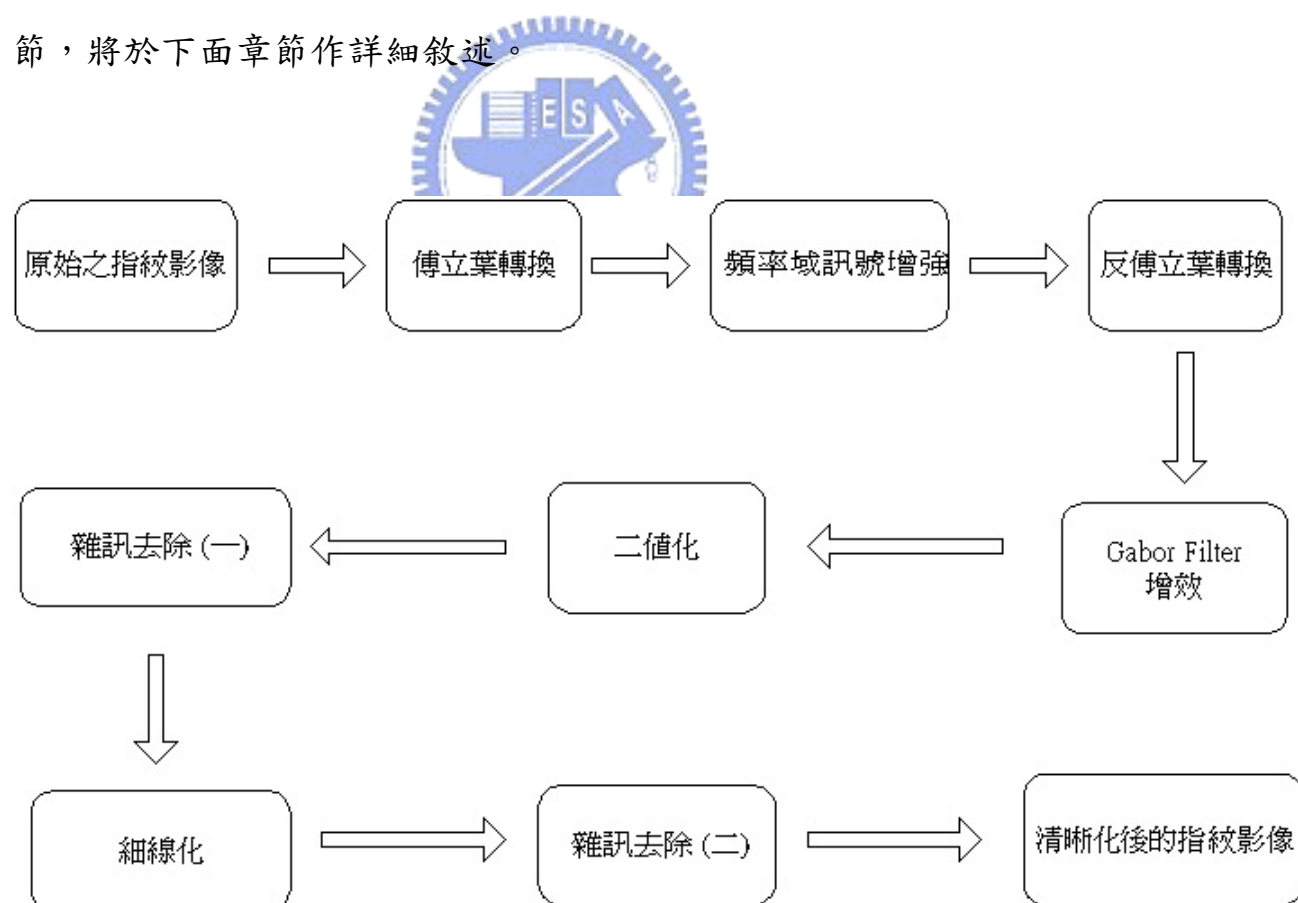 節，將於下面章節作詳細敘述。
E S A
原始之指紋影像
傅立葉轉換
頻率域訊號增強
反傅立葉轉換
Gabor Filter
增效
二值化
雜訊去除 (一)
細線化
雜訊去除 (二)
清晰化後的指紋影像